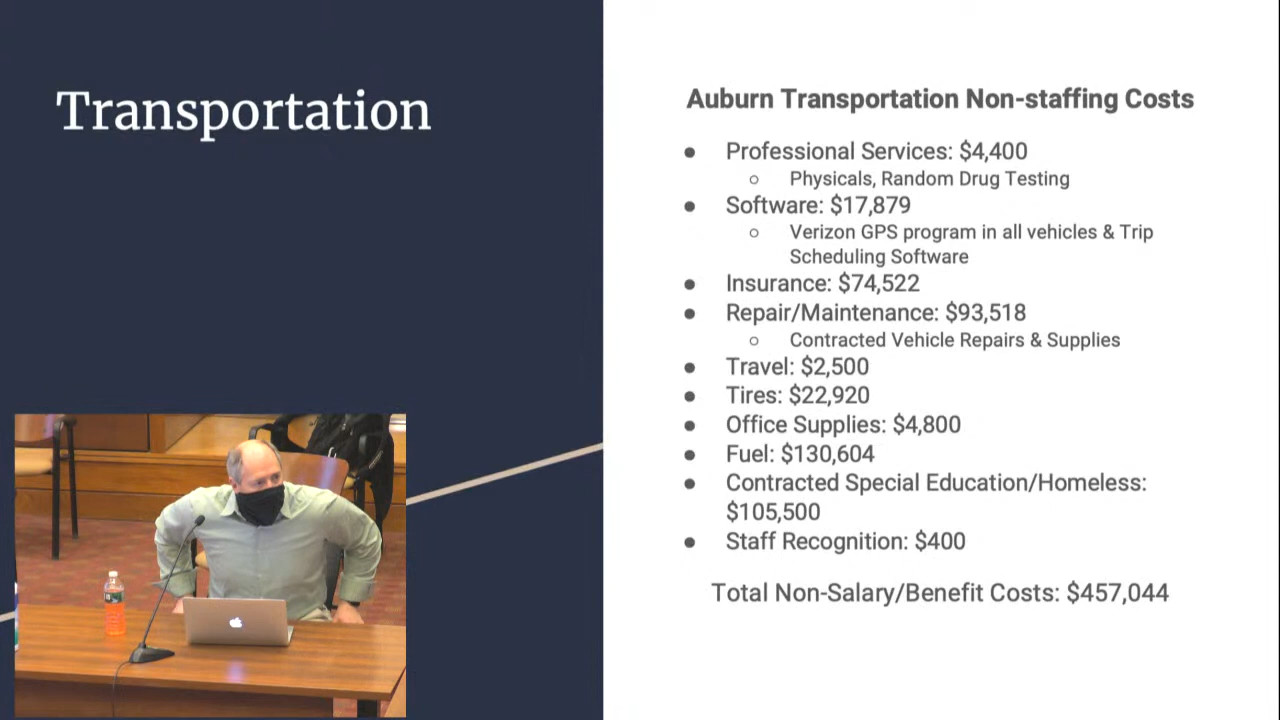 Transportation
Auburn Transportation Non-staffing Costs
● Professional Services: $4,400
○ Physicals, Random Drug Testing
● Software: $17,879
○ Verizon GPS program in all vehicles & Trip
Scheduling Software
● Insurance: $74,522
● Repair/Maintenance: $93,518
○ Contracted Vehicle Repairs & Supplies
● Travel: $2,500
● Tires: $22,920
● Office Supplies: $4,800
● Fuel: $130,604
● Contracted Special Education/Homeless:
$105,500
● Staff Recognition: $400
Total Non-Salary/Benefit Costs: $457,044